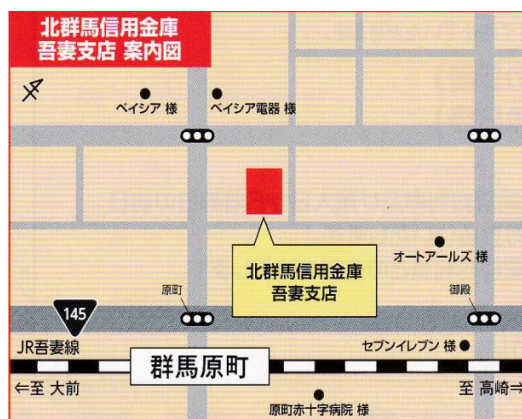 北群馬信用金庫
吾妻支店 案内図
ベイシア 様
ベイシア電器 様
北群馬信用金庫
吾妻支店
オートアールズ 様
原町
御殿
145
JR吾妻線
セブンイレブン 様
群馬原町
←至 大前
至 高崎→
原町赤十字病院 様